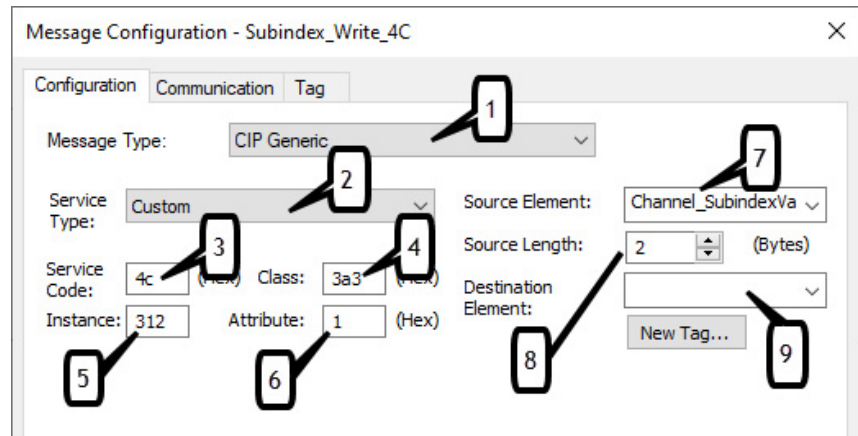 Message Configuration - Subindex_Write_4C
Configuration Communication Tag
1
Message Type: CIP Generic
7
2
Service Type: Custom
Source Element: Channel_SubindexVa
3
4
Source Length: 2 (Bytes)
Service Code: 4c (Hex) Class: 3a3 (Hex)
Destination Element:
Instance: 312 Attribute: 1 (Hex)
New Tag...
5
6
8
9